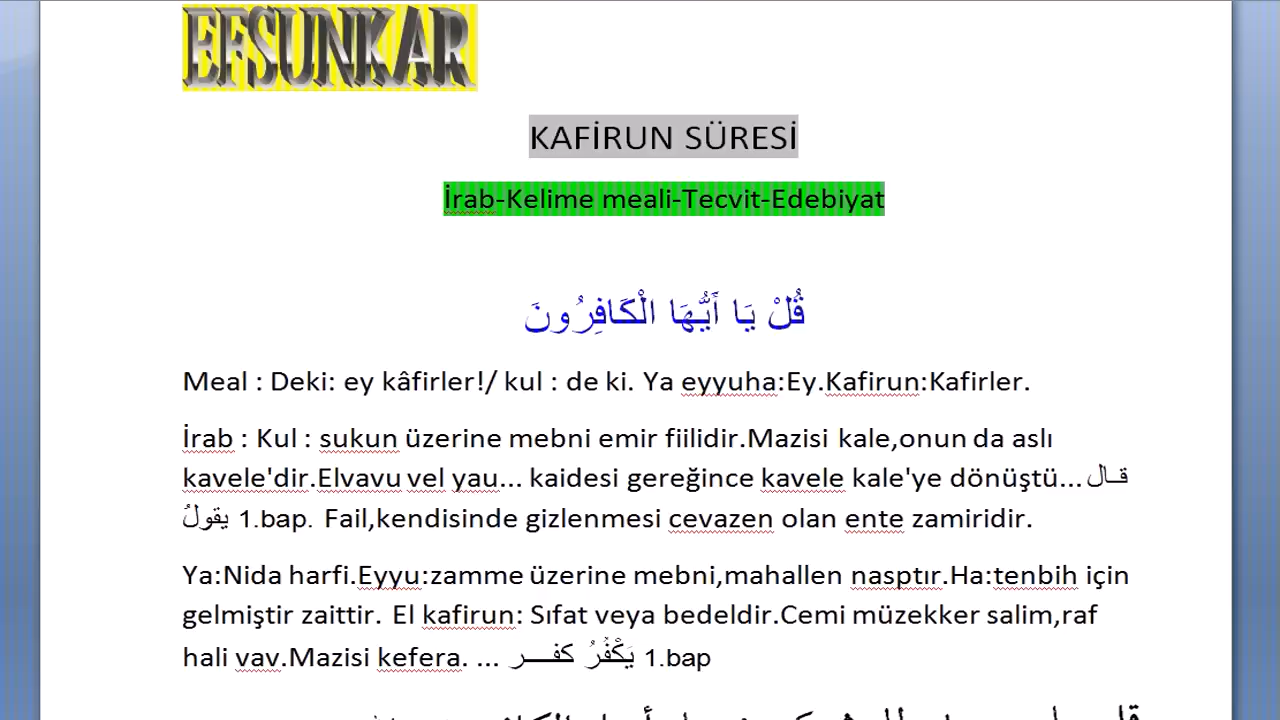 EFSUNKAR
KAFİRUN SÜRESİ
İrab-Kelime meali-Tecvit-Edebiyat
قُلْ يَا أَيُّهَا الْكَافِرُونَ
Meal : Deki: ey kâfirler!/ kul : de ki. Ya eyyuha:Ey.Kafirun:Kafirler.
İrab : Kul : sukun üzerine mebni emir fiilidir.Mazisi kale,onun da aslı
kavele'dir.Elvavu vel yau... kaidesi gereğince kavele kale'ye dönüştü... قـال
يقولُ 1.bap. Fail,kendisinde gizlenmesi cevazen olan ente zamiridir.
Ya:Nida harfi.Eyyu:zamme üzerine mebni,mahallen nasptır.Ha:tenbih için
gelmiştir zaittir. El kafirun: Sıfat veya bedeldir.Cemi müzekker salim,raf
hali vav.Mazisi kefera. ... كفـــر يَكْفُرُ 1.bap